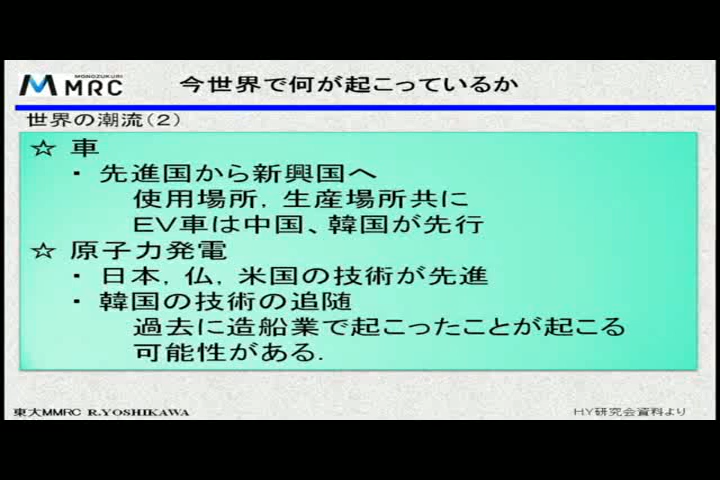 MONOZUKURI
MMRC
今世界で何が起こっているか
世界の潮流(2)
☆ 車
・ 先進国から新興国へ
使用場所, 生産場所共に
EV車は中国、韓国が先行
☆ 原子力発電
・ 日本, 仏, 米国の技術が先進
・ 韓国の技術の追随
過去に造船業で起こったことが起こる
可能性がある.
東大MMRC R.YOSHIKAWA
H.Y研究会資料より